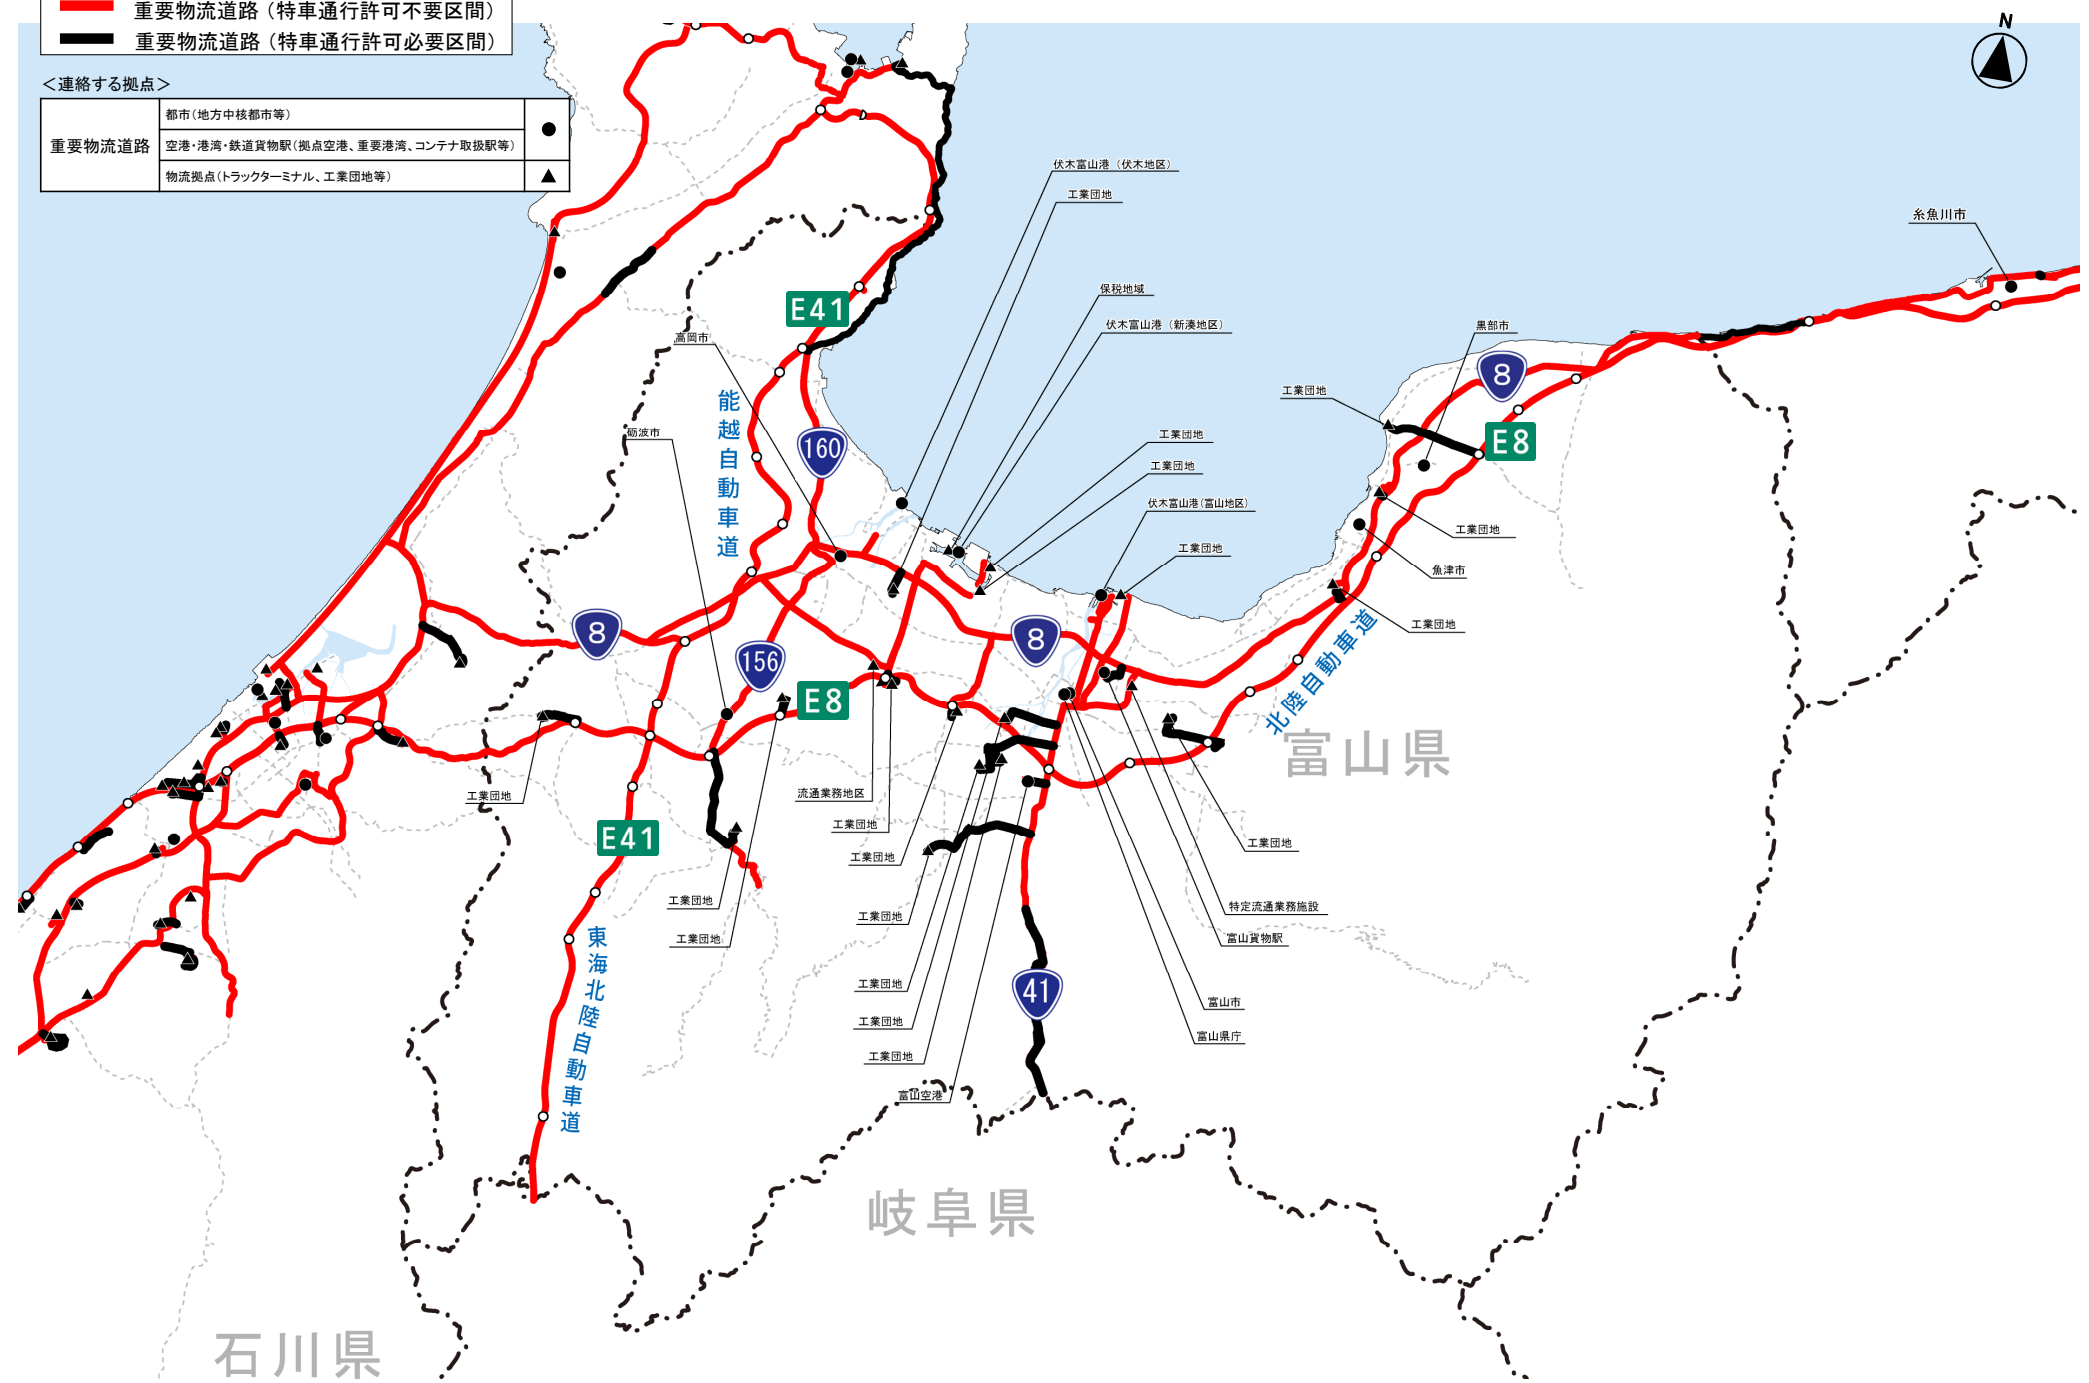 重要物流道路（特車通行許可不要区間）
重要物流道路（特車通行許可必要区間）
N
＜連絡する拠点＞
重要物流道路
都市（地方中核都市等）
空港・港湾・鉄道貨物駅（拠点空港、重要港湾、コンテナ取扱駅等）
物流拠点（トラックターミナル、工業団地等）
伏木富山港（伏木地区）
工業団地
糸魚川市
保税地域
伏木富山港（新湊地区）
黒部市
E41
高岡市
8
工業団地
能越自動車道
砺波市
160
工業団地
E8
工業団地
伏木富山港(富山地区)
工業団地
工業団地
魚津市
工業団地
8
8
156
E8
北陸自動車道
富山県
工業団地
流通業務地区
工業団地
E41
工業団地
工業団地
工業団地
工業団地
特定流通業務施設
工業団地
富山貨物駅
東海北陸自動車道
工業団地
41
富山市
工業団地
富山県庁
工業団地
富山空港
岐阜県
石川県